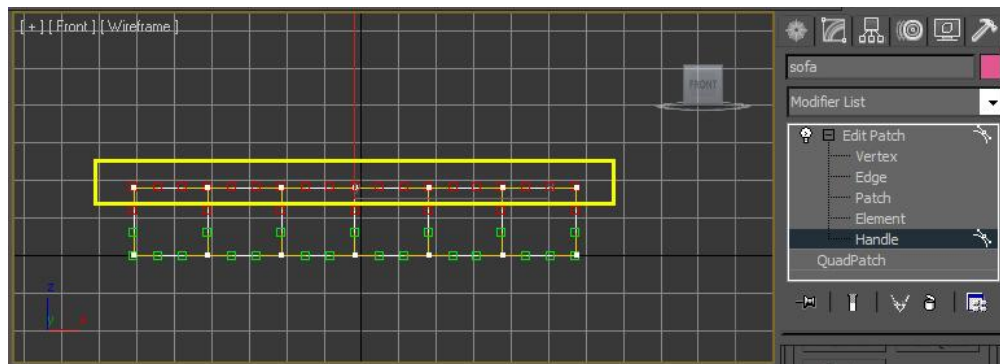 [ + ] [ Front ] [ Wireframe ]
FRONT
z
y
x
sofa
Modifier List
Edit Patch
Vertex
Edge
Patch
Element
Handle
QuadPatch